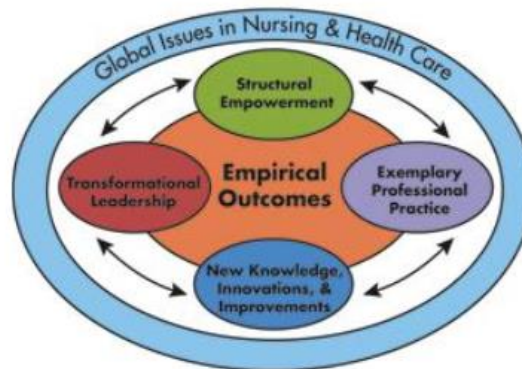 Global Issues in Nursing & Health Care
Structural
Empowerment
Transformational
Leadership
Empirical
Outcomes
Exemplary
Professional
Practice
New Knowledge,
Innovations, &
Improvements